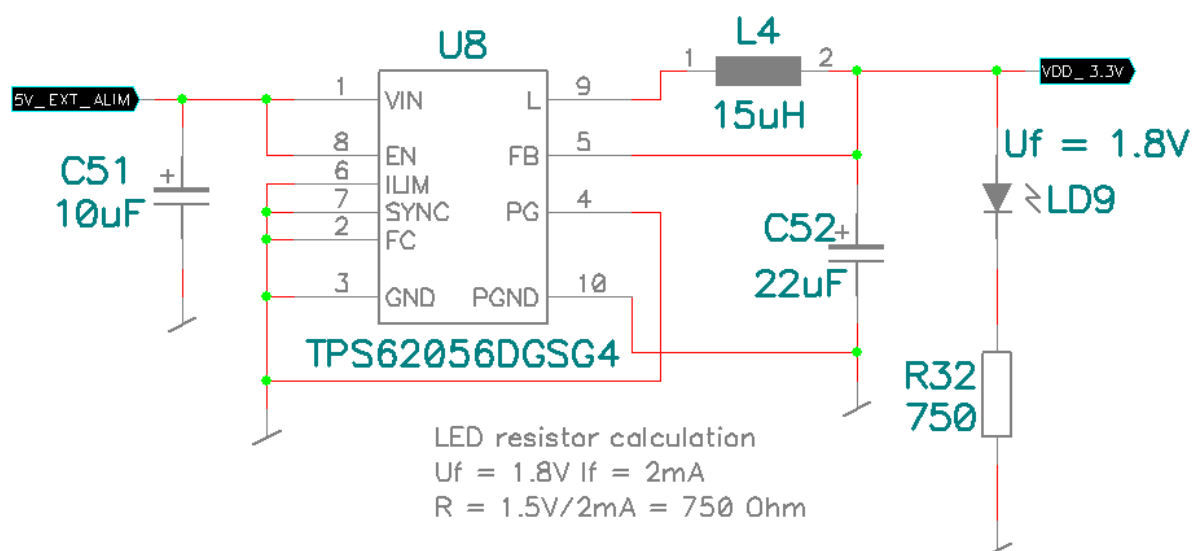 U8
L4
1
2
5V_EXT_ALIM
VDD_3.3V
1
VIN
L
9
15uH
8
EN
FB
5
Uf = 1.8V
C51
+
10uF
6
ILIM
7
SYNC
PG
4
LD9
2
FC
C52
+
22uF
3
GND
PGND
10
TPS62056DGSG4
R32
750
LED resistor calculation
Uf = 1.8V If = 2mA
R = 1.5V/2mA = 750 Ohm